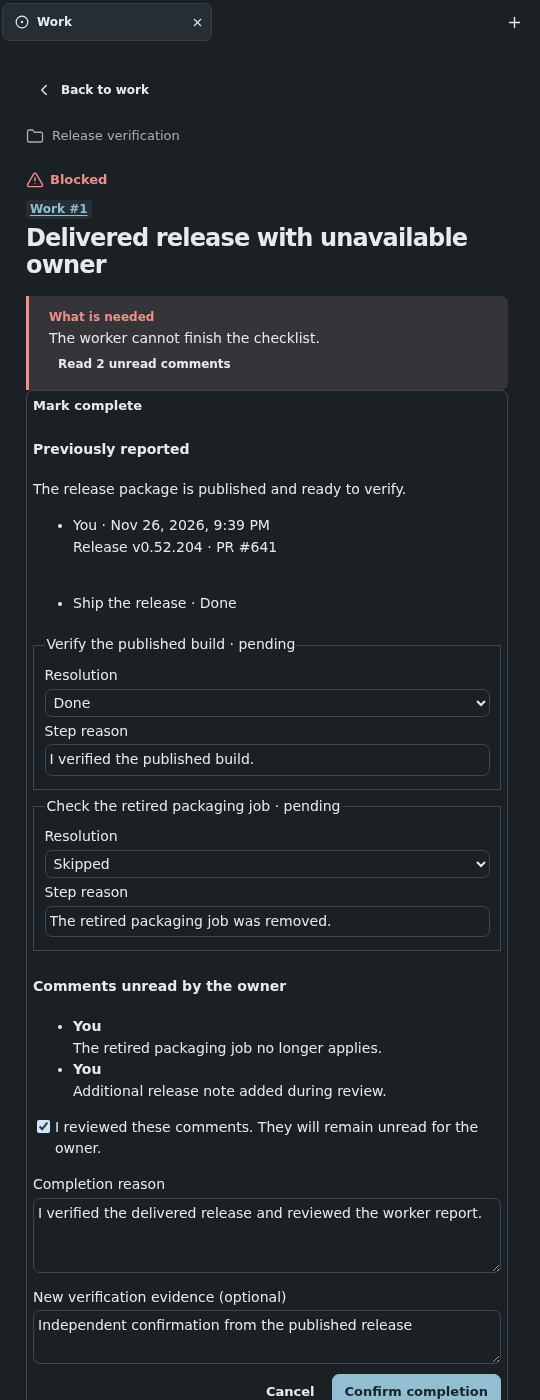 Work
Back to work
Release verification
Blocked
Work #1
Delivered release with unavailable
owner
What is needed
The worker cannot finish the checklist.
Read 2 unread comments
Mark complete
Previously reported
The release package is published and ready to verify.
• You · Nov 26, 2026, 9:39 PM
Release v0.52.204 · PR #641
• Ship the release · Done
Verify the published build · pending
Resolution
Done
Step reason
I verified the published build.
Check the retired packaging job · pending
Resolution
Skipped
Step reason
The retired packaging job was removed.
Comments unread by the owner
• You
The retired packaging job no longer applies.
• You
Additional release note added during review.
I reviewed these comments. They will remain unread for the
owner.
Completion reason
I verified the delivered release and reviewed the worker report.
New verification evidence (optional)
Independent confirmation from the published release
Cancel
Confirm completion